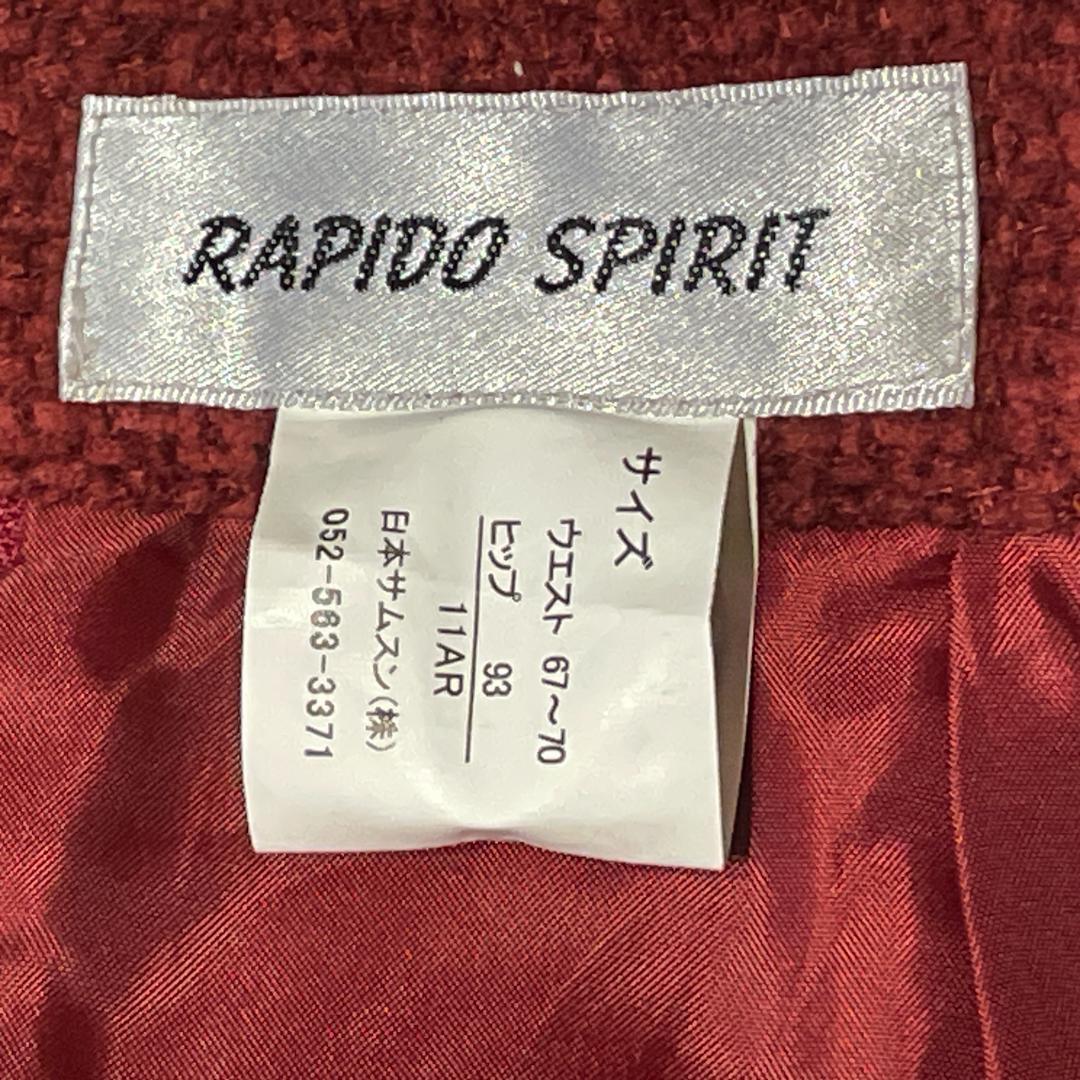 RAPIDO SPIRIT
サイズ
ウエスト 67〜70
ヒップ 93
11AR
日本サムスン(株)
052-563-3371